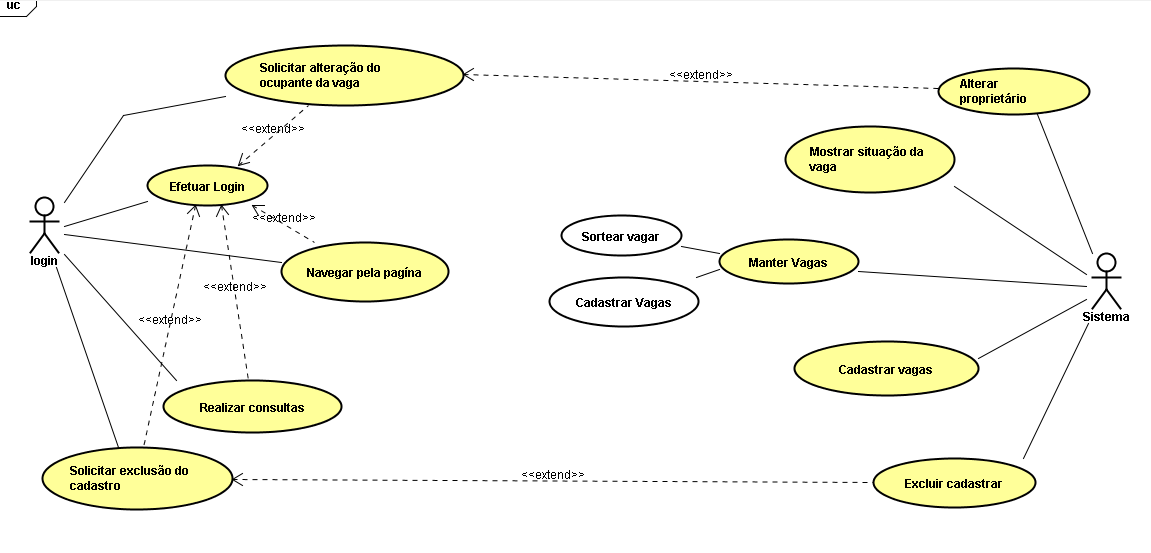 uc
Solicitar alteração do
ocupante da vaga
<<extend>>
Alterar
proprietário
<<extend>>
Mostrar situação da
vaga
Efetuar Login
<<extend>>
Sortear vagar
Manter Vagas
login
Navegar pela pagína
<<extend>>
Cadastrar Vagas
Sistema
<<extend>>
Cadastrar vagas
Realizar consultas
Solicitar exclusão do
cadastro
<<extend>>
Excluir cadastrar